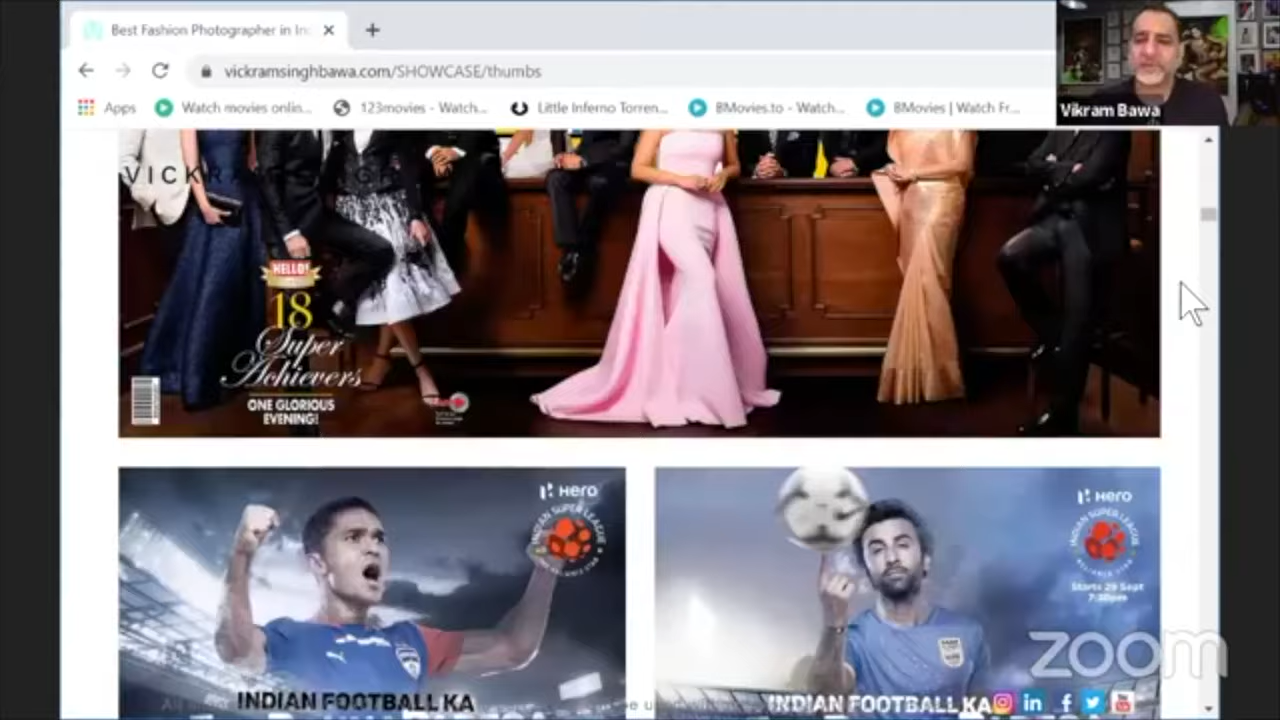 Best Fashion Photographer in In
vickramsinghbawa.com/SHOWCASE/thumbs
Apps
Watch movies onlin...
123movies - Watch...
Little Inferno Torren...
BMovies.to - Watch...
BMovies | Watch Fr...
Vikram Bawa
VICKRA
HELLO!
18
Super
Achievers
ONE GLORIOUS
EVENING!
Hero
INDIAN SUPER LEAGUE
INDIAN FOOTBALL KA
Hero
INDIAN SUPER LEAGUE
Starts 29 Sept
7:30pm
INDIAN FOOTBALL KA
zoom